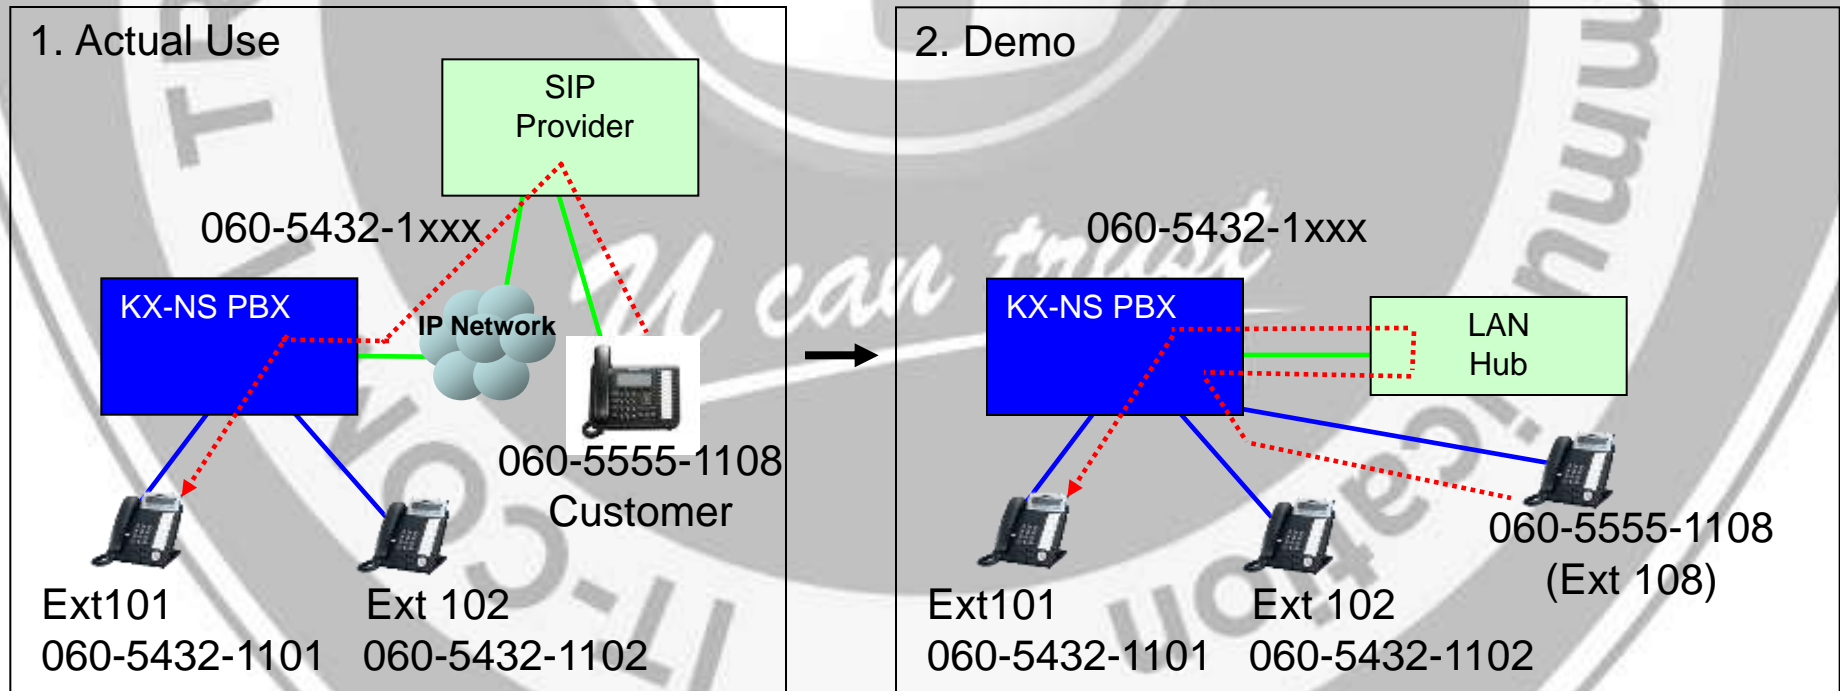 1. Actual Use
SIP
Provider
060-5432-1xxx
KX-NS PBX
IP Network
060-5555-1108
Customer
Ext101
060-5432-1101
Ext 102
060-5432-1102
2. Demo
060-5432-1xxx
KX-NS PBX
LAN
Hub
060-5555-1108
(Ext 108)
Ext101
060-5432-1101
Ext 102
060-5432-1102
U can trust